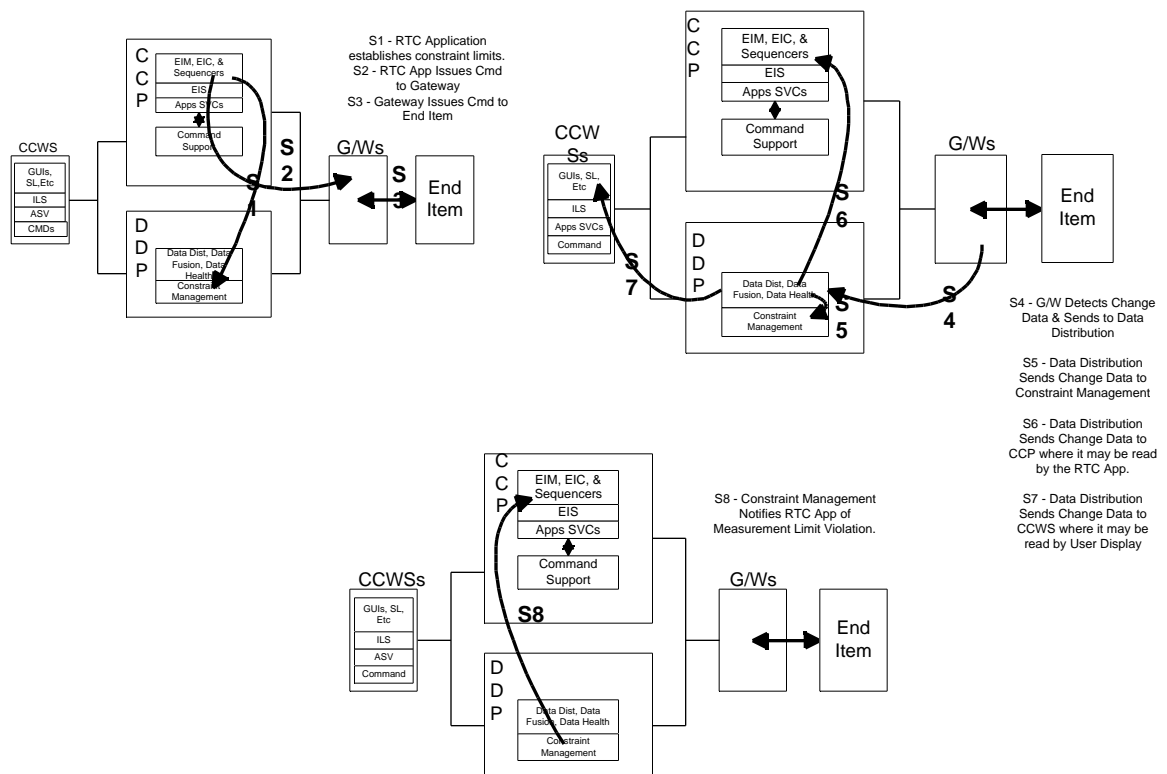 C
C
P
EIM, EIC, &
Sequencers
EIS
Apps SVCs
Command
Support
S1 - RTC Application
establishes constraint limits.
S2 - RTC App Issues Cmd
to Gateway
S3 - Gateway Issues Cmd to
End Item
CCWS
GUIs,
SL,Etc
ILS
ASV
CMDs
S
2
S
1
G/Ws
S
3
End
Item
D
D
P
Data Dist, Data
Fusion, Data
Health
Constraint
Management
C
C
P
EIM, EIC, &
Sequencers
EIS
Apps SVCs
Command
Support
CCW
Ss
GUIs, SL,
Etc
ILS
Apps SVCs
Command
G/Ws
End
Item
S
6
S
7
D
D
P
Data Dist, Data
Fusion, Data Health
Constraint
Management
S
5
S
4
S4 - G/W Detects Change
Data & Sends to Data
Distribution
S5 - Data Distribution
Sends Change Data to
Constraint Management
S6 - Data Distribution
Sends Change Data to
CCP where it may be read
by the RTC App.
S7 - Data Distribution
Sends Change Data to
CCWS where it may be
read by User Display
C
C
P
EIM, EIC, &
Sequencers
EIS
Apps SVCs
Command
Support
S8 - Constraint Management
Notifies RTC App of
Measurement Limit Violation.
CCWSs
GUIs, SL,
Etc
ILS
ASV
Command
S8
G/Ws
End
Item
D
D
P
Data Dist, Data
Fusion, Data Health
Constraint
Management